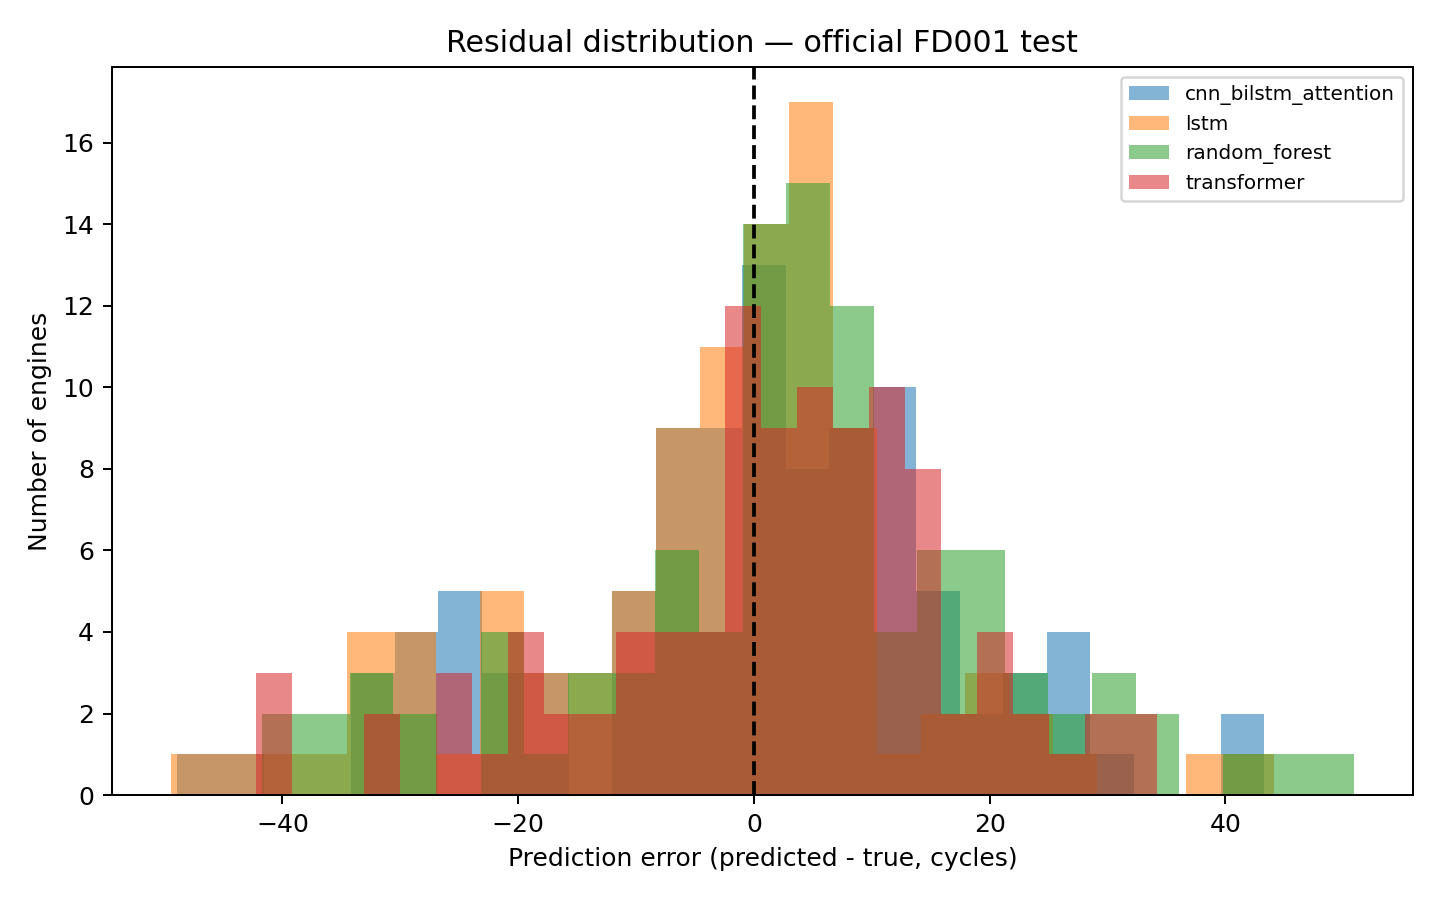 Residual distribution — official FD001 test
cnn_bilstm_attention
lstm
random_forest
transformer
Number of engines
16
14
12
10
8
6
4
2
0
−40
−20
0
20
40
Prediction error (predicted - true, cycles)